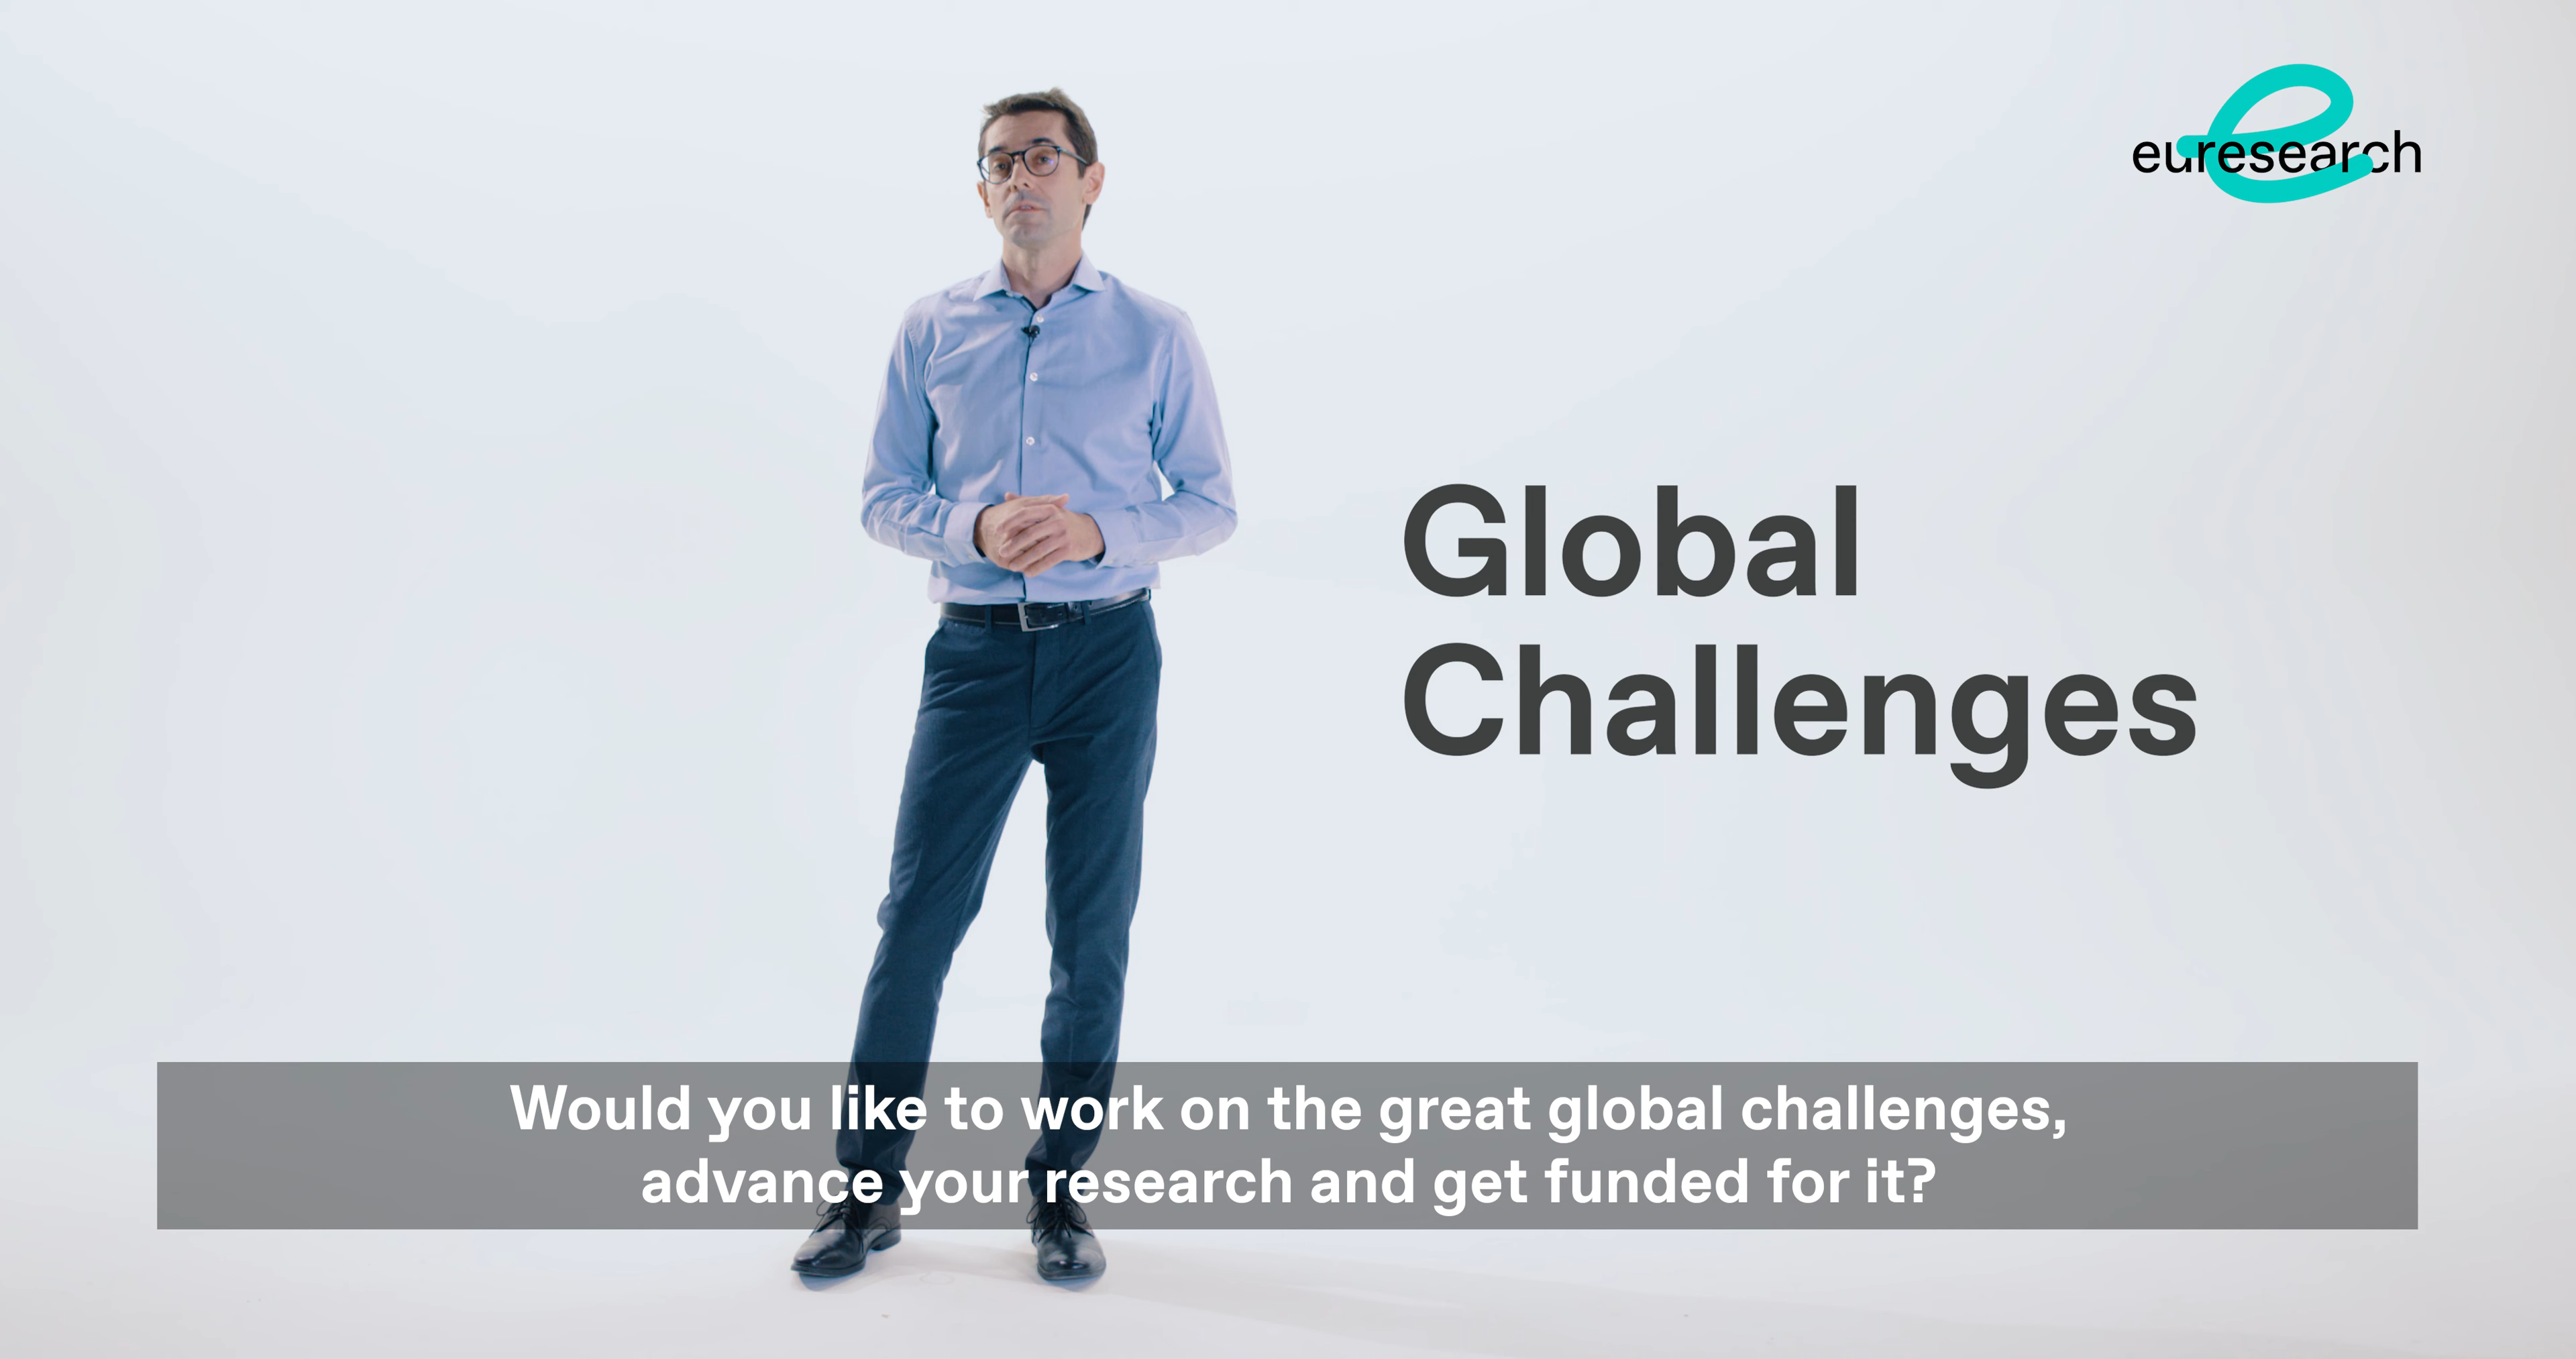 euresearch
Global
Challenges
Would you like to work on the great global challenges,
advance your research and get funded for it?